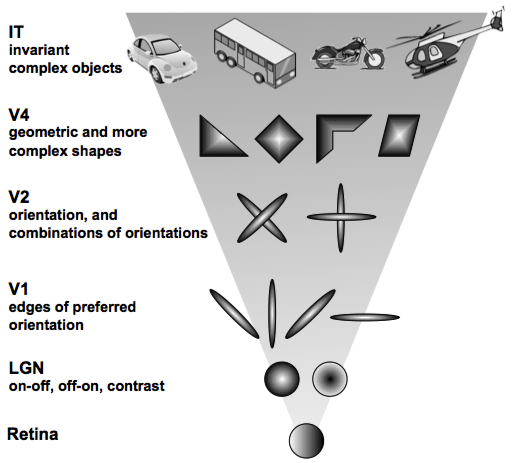 IT
invariant
complex objects
V4
geometric and more
complex shapes
V2
orientation, and
combinations of orientations
V1
edges of preferred
orientation
LGN
on-off, off-on, contrast
Retina